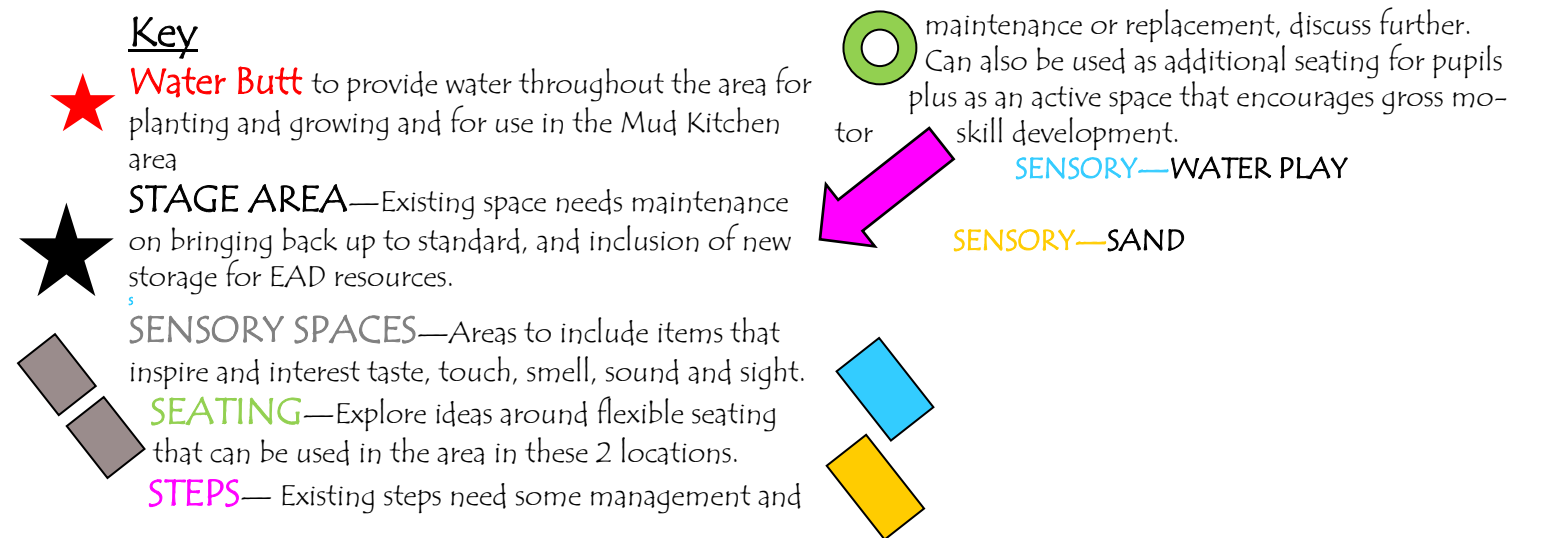 Key
Water Butt to provide water throughout the area for
planting and growing and for use in the Mud Kitchen
area
STAGE AREA—Existing space needs maintenance
on bringing back up to standard, and inclusion of new
storage for EAD resources.
s
SENSORY SPACES—Areas to include items that
inspire and interest taste, touch, smell, sound and sight.
SEATING—Explore ideas around flexible seating
that can be used in the area in these 2 locations.
STEPS— Existing steps need some management and
maintenance or replacement, discuss further.
Can also be used as additional seating for pupils
plus as an active space that encourages gross mo-
tor skill development.
SENSORY—WATER PLAY
SENSORY—SAND